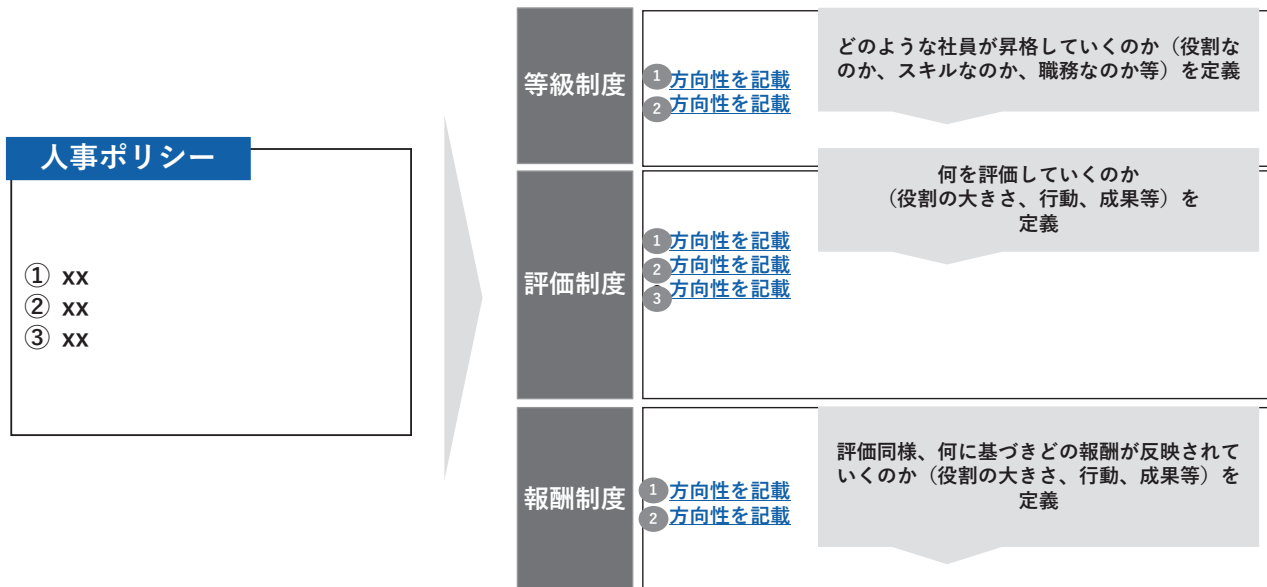 人事ポリシー
① xx
② xx
③ xx
等級制度
1 方向性を記載
2 方向性を記載
どのような社員が昇格していくのか（役割な
のか、スキルなのか、職務なのか等）を定義
評価制度
1 方向性を記載
2 方向性を記載
3 方向性を記載
何を評価していくのか
（役割の大きさ、行動、成果等）を
定義
報酬制度
1 方向性を記載
2 方向性を記載
評価同様、何に基づきどの報酬が反映されて
いくのか（役割の大きさ、行動、成果等）を
定義